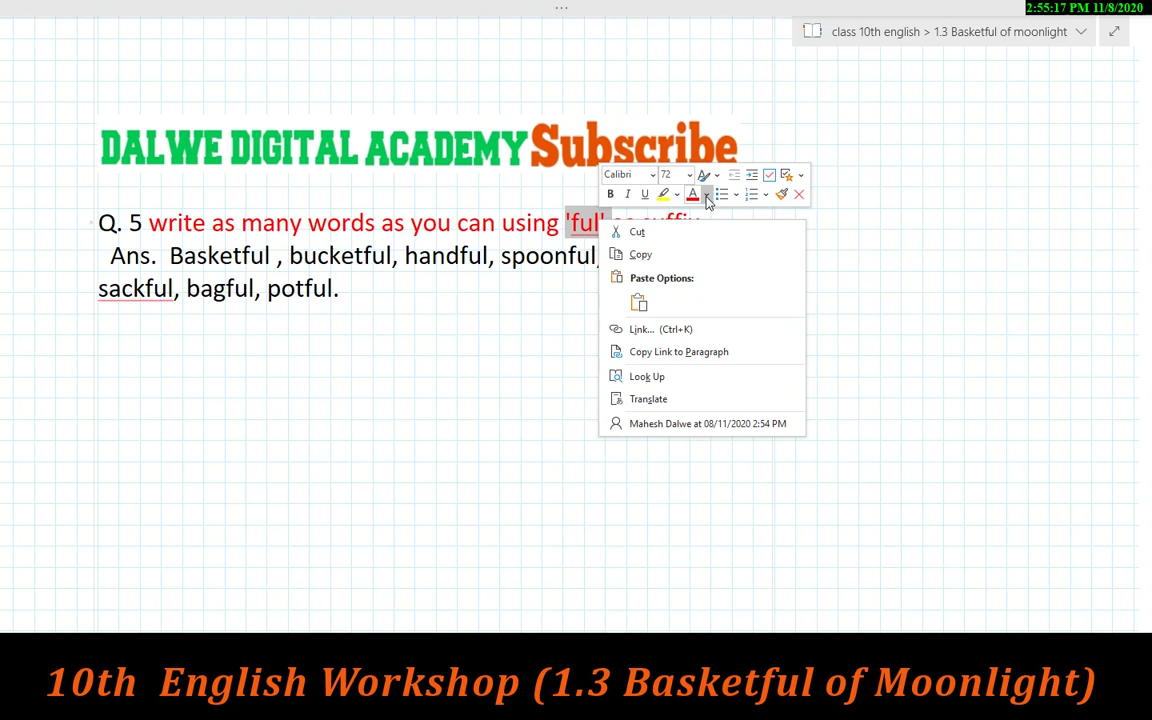 ...
2:55:17 PM 11/8/2020
class 10th english > 1.3 Basketful of moonlight
DALWE DIGITAL ACADEMY Subscribe
Calibri 72
B I U A
Q. 5 write as many words as you can using 'ful' as suffix
Ans. Basketful , bucketful, handful, spoonful,
sackful, bagful, potful.
Cut
Copy
Paste Options:
Link... (Ctrl+K)
Copy Link to Paragraph
Look Up
Translate
Mahesh Dalwe at 08/11/2020 2:54 PM
10th English Workshop (1.3 Basketful of Moonlight)